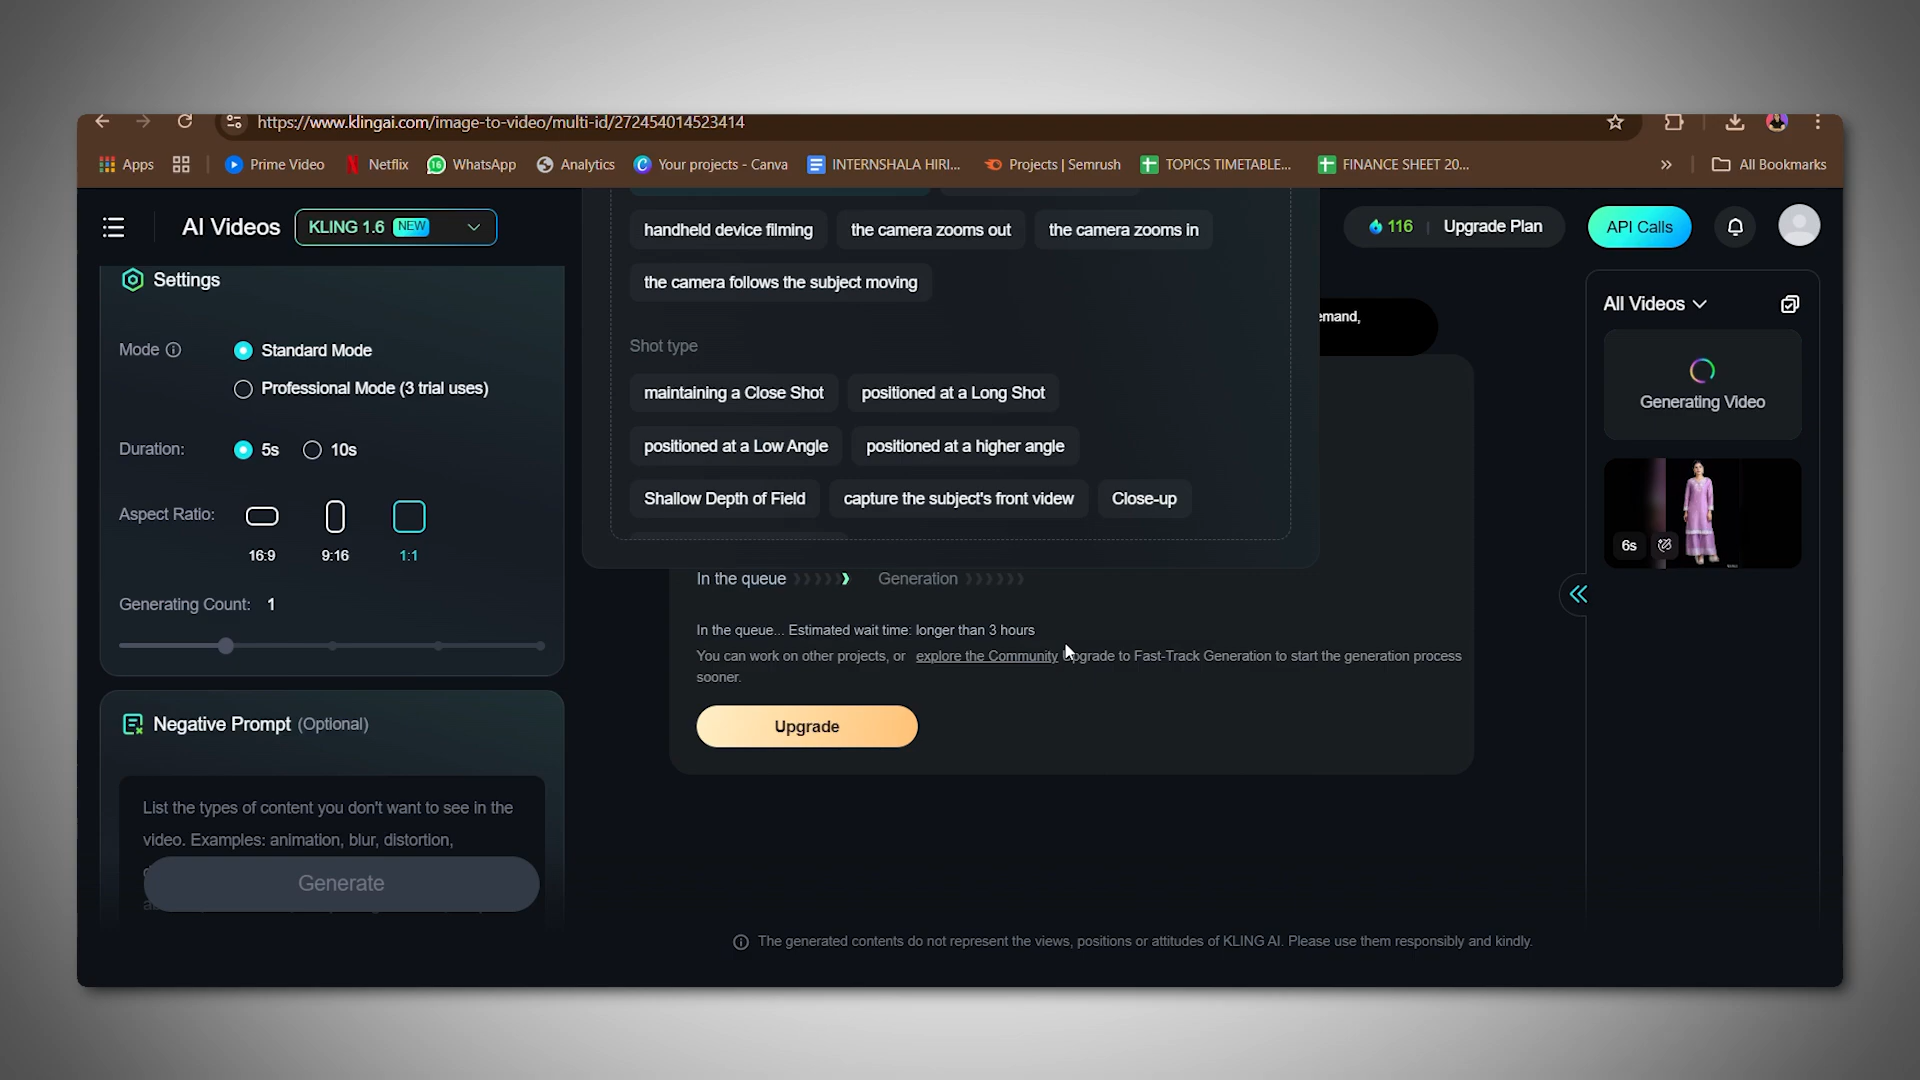 https://www.klingai.com/image-to-video/multi-id/272454014523414
Apps Prime Video Netflix 16 WhatsApp Analytics Your projects - Canva INTERNSHALA HIRI... Projects | Semrush TOPICS TIMETABLE... FINANCE SHEET 20... » All Bookmarks
AI Videos KLING 1.6 NEW
116 Upgrade Plan API Calls
Settings
Mode Standard Mode
Professional Mode (3 trial uses)
Duration: 5s 10s
Aspect Ratio:
16:9 9:16 1:1
Generating Count: 1
Negative Prompt (Optional)
List the types of content you don't want to see in the
video. Examples: animation, blur, distortion,
Generate
handheld device filming the camera zooms out the camera zooms in
the camera follows the subject moving
Shot type
maintaining a Close Shot positioned at a Long Shot
positioned at a Low Angle positioned at a higher angle
Shallow Depth of Field capture the subject's front videw Close-up
emand,
In the queue Generation
In the queue... Estimated wait time: longer than 3 hours
You can work on other projects, or explore the Community Upgrade to Fast-Track Generation to start the generation process
sooner.
Upgrade
All Videos
Generating Video
6s
The generated contents do not represent the views, positions or attitudes of KLING AI. Please use them responsibly and kindly.